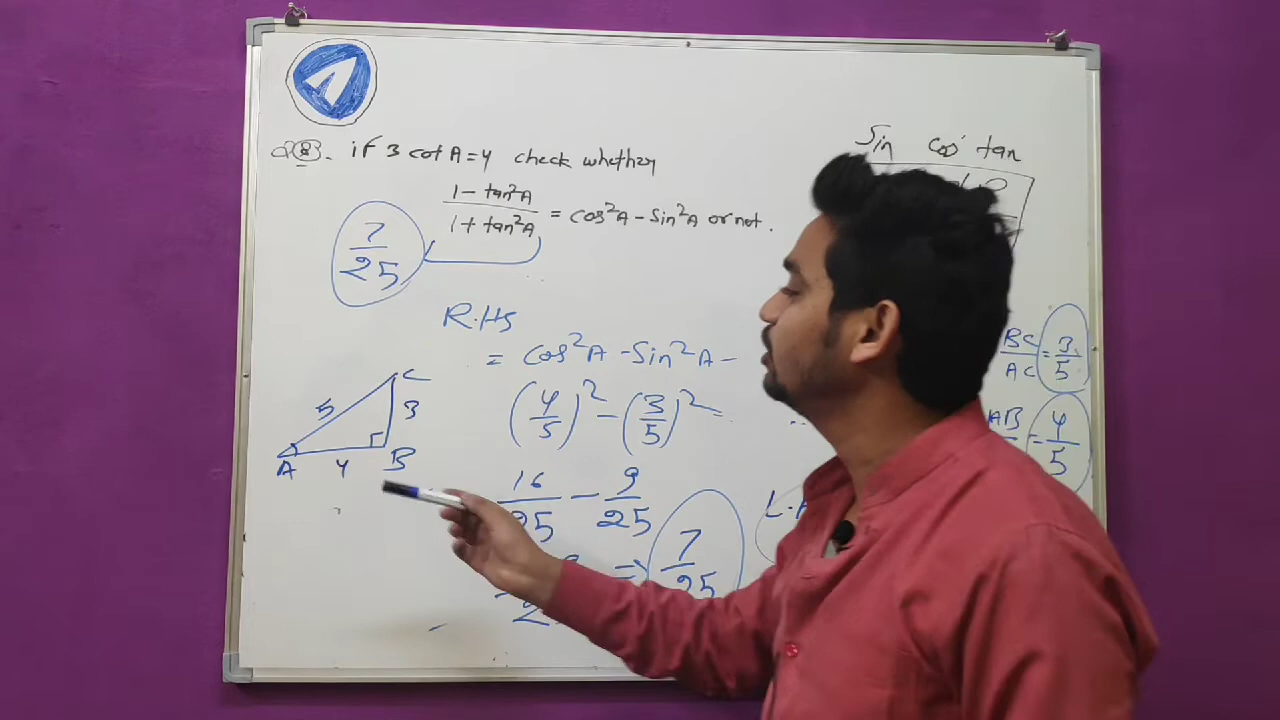 Q8. if 3 cot A = 4 check whether
1 - tan²A
1 + tan²A
= cos²A - sin²A or not.
Sin cos tan
7
25
R.Hs
= cos²A - sin²A -
(4/5)² - (3/5)² =
16/25 - 9/25
⇒ 7/25
C
5
3
A
4
B
BC/AC = 3/5
AB
4/5